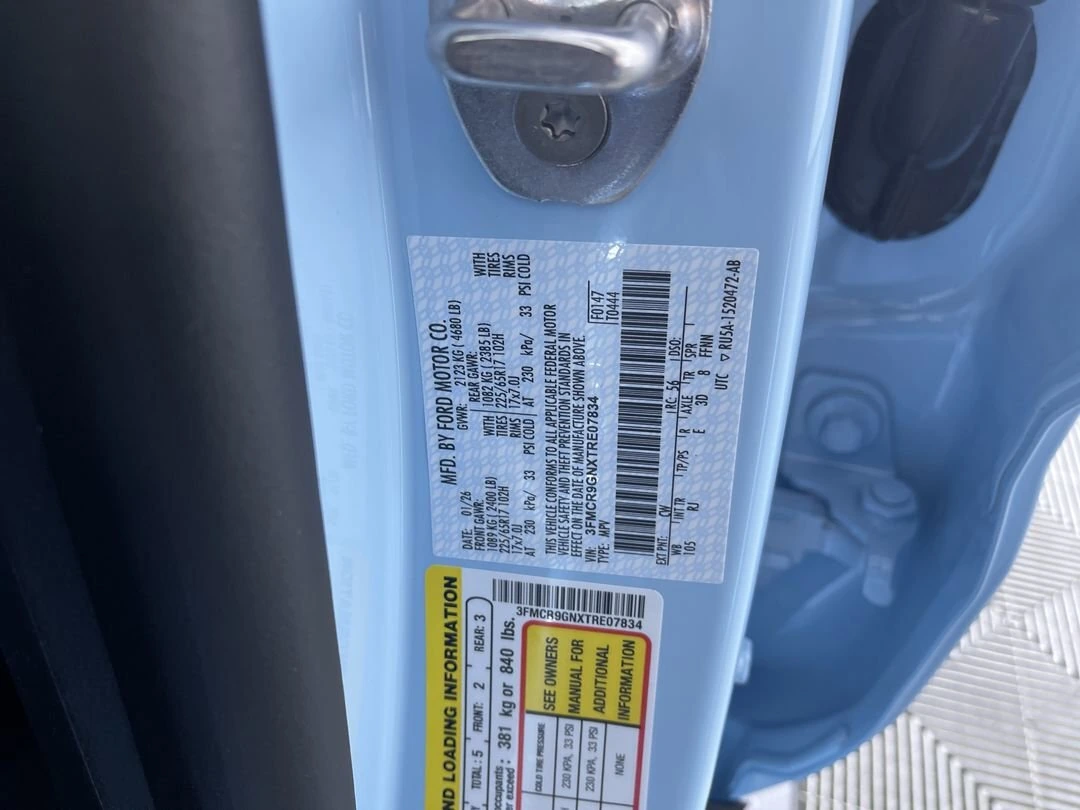 MFD. BY FORD MOTOR CO.
DATE: 01/26 GVWR: 2123 KG ( 4680 LB)
FRONT GAWR: REAR GAWR:
1089 KG ( 2400 LB) WITH 1082 KG ( 2385 LB) WITH
225/65R17 102H TIRES 225/65R17 102H TIRES
17x7.0J RIMS 17x7.0J RIMS
AT 230 kPa/ 33 PSI COLD AT 230 kPa/ 33 PSI COLD
THIS VEHICLE CONFORMS TO ALL APPLICABLE FEDERAL MOTOR
VEHICLE SAFETY AND THEFT PREVENTION STANDARDS IN
EFFECT ON THE DATE OF MANUFACTURE SHOWN ABOVE.
VIN: 3FMCR9GNXTRE07834 F0147
TYPE: MPV T0444
EXT PNT: CW RC: 56 DSO:
WB INT TR TP/PS R AXLE TR SPR
105 RJ E 3D 8 FFNN
UTC ▽ RU5A-1520472-AB
ND LOADING INFORMATION
TOTAL: 5 FRONT: 2 REAR: 3
381 kg or 840 lbs.
3FMCR9GNXTRE07834
COLD TIRE PRESSURE
230 KPA, 33 PSI
230 KPA, 33 PSI
NONE
SEE OWNERS
MANUAL FOR
ADDITIONAL
INFORMATION